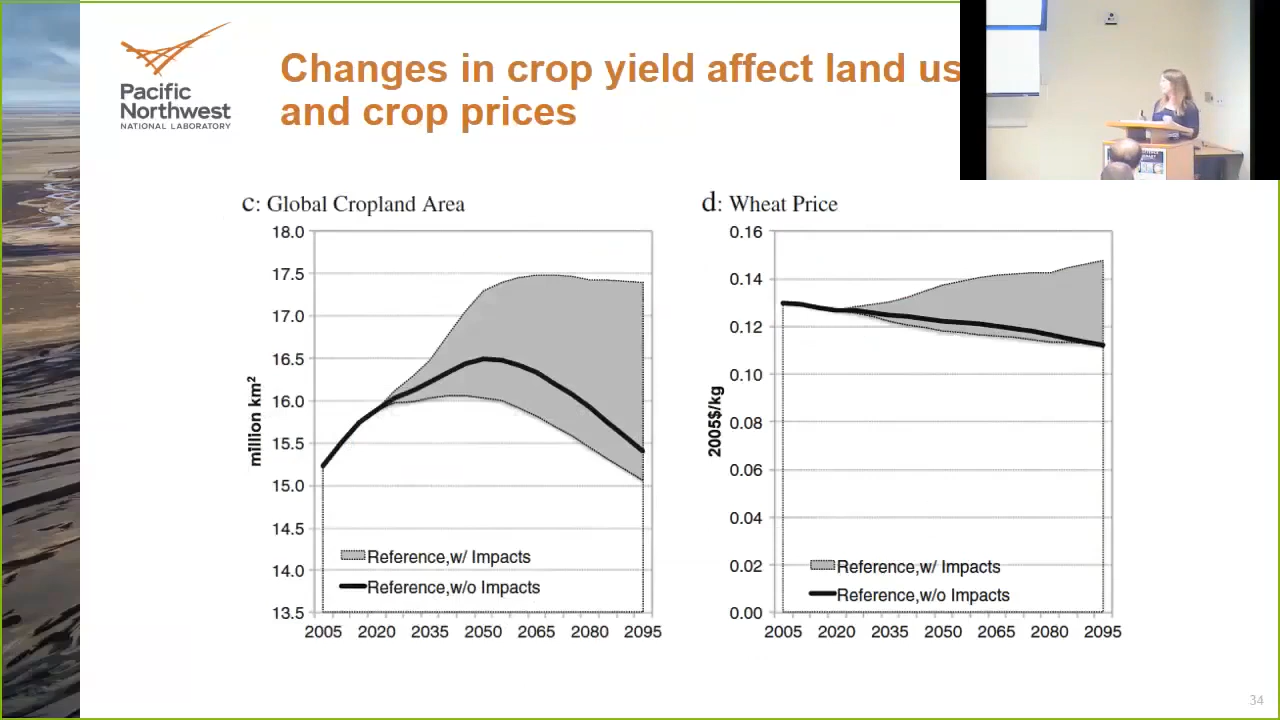 Pacific
Northwest
NATIONAL LABORATORY
Changes in crop yield affect land us
and crop prices
c: Global Cropland Area
18.0
17.5
17.0
16.5
16.0
15.5
15.0
14.5
14.0
13.5
million km²
Reference,w/ Impacts
Reference,w/o Impacts
2005 2020 2035 2050 2065 2080 2095
d: Wheat Price
0.16
0.14
0.12
0.10
0.08
0.06
0.04
0.02
0.00
2005$/kg
Reference,w/ Impacts
Reference,w/o Impacts
2005 2020 2035 2050 2065 2080 2095
34